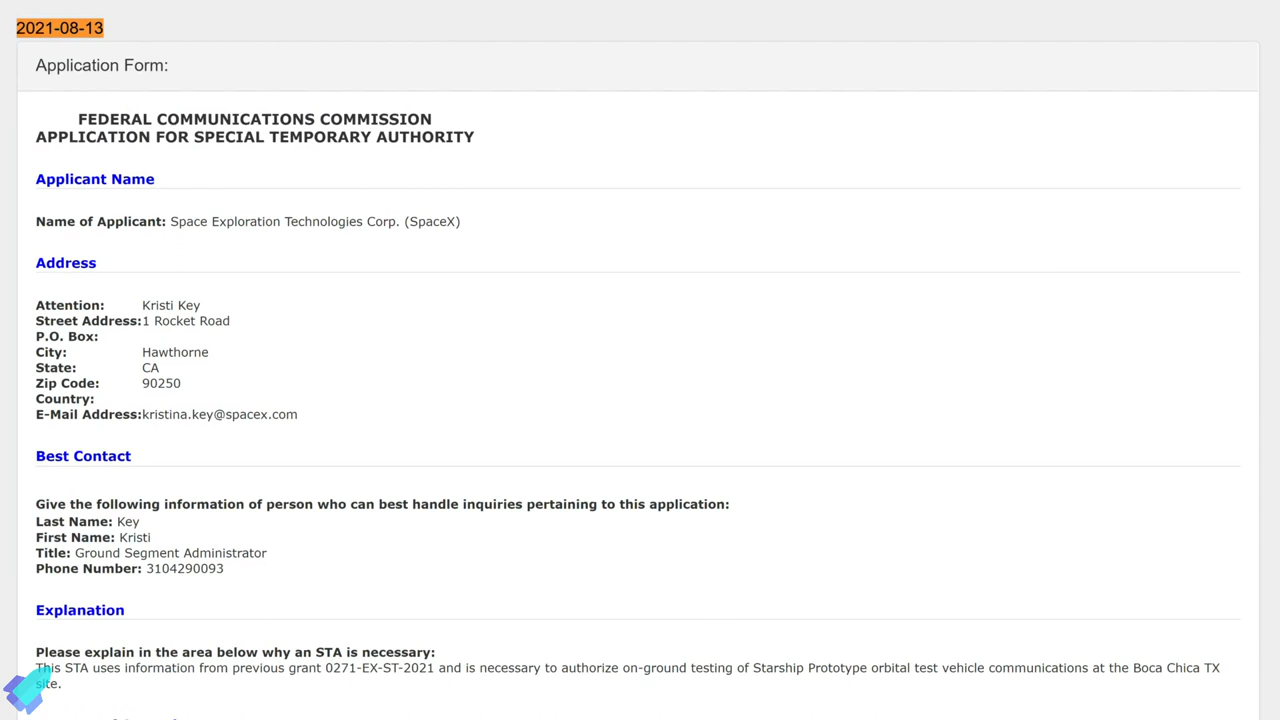 2021-08-13
Application Form:
FEDERAL COMMUNICATIONS COMMISSION
APPLICATION FOR SPECIAL TEMPORARY AUTHORITY
Applicant Name
Name of Applicant: Space Exploration Technologies Corp. (SpaceX)
Address
Attention: Kristi Key
Street Address:1 Rocket Road
P.O. Box:
City: Hawthorne
State: CA
Zip Code: 90250
Country:
E-Mail Address:kristina.key@spacex.com
Best Contact
Give the following information of person who can best handle inquiries pertaining to this application:
Last Name: Key
First Name: Kristi
Title: Ground Segment Administrator
Phone Number: 3104290093
Explanation
Please explain in the area below why an STA is necessary:
This STA uses information from previous grant 0271-EX-ST-2021 and is necessary to authorize on-ground testing of Starship Prototype orbital test vehicle communications at the Boca Chica TX
site.